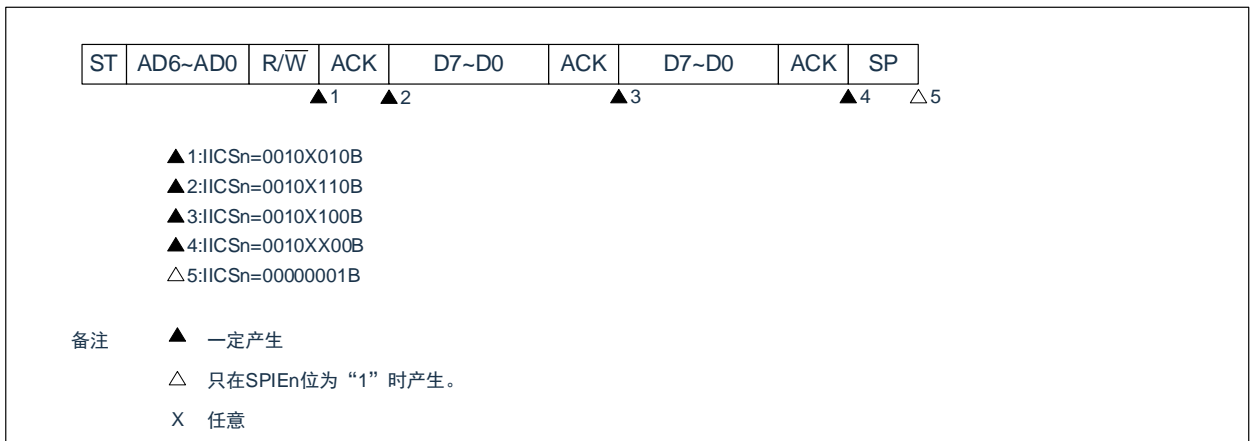 ST AD6~AD0 R/W̅ ACK D7~D0 ACK D7~D0 ACK SP
▲1 ▲2 ▲3 ▲4 △5
▲1:IICSn=0010X010B
▲2:IICSn=0010X110B
▲3:IICSn=0010X100B
▲4:IICSn=0010XX00B
△5:IICSn=00000001B
备注 ▲ 一定产生
△ 只在SPIEn位为“1”时产生。
X 任意